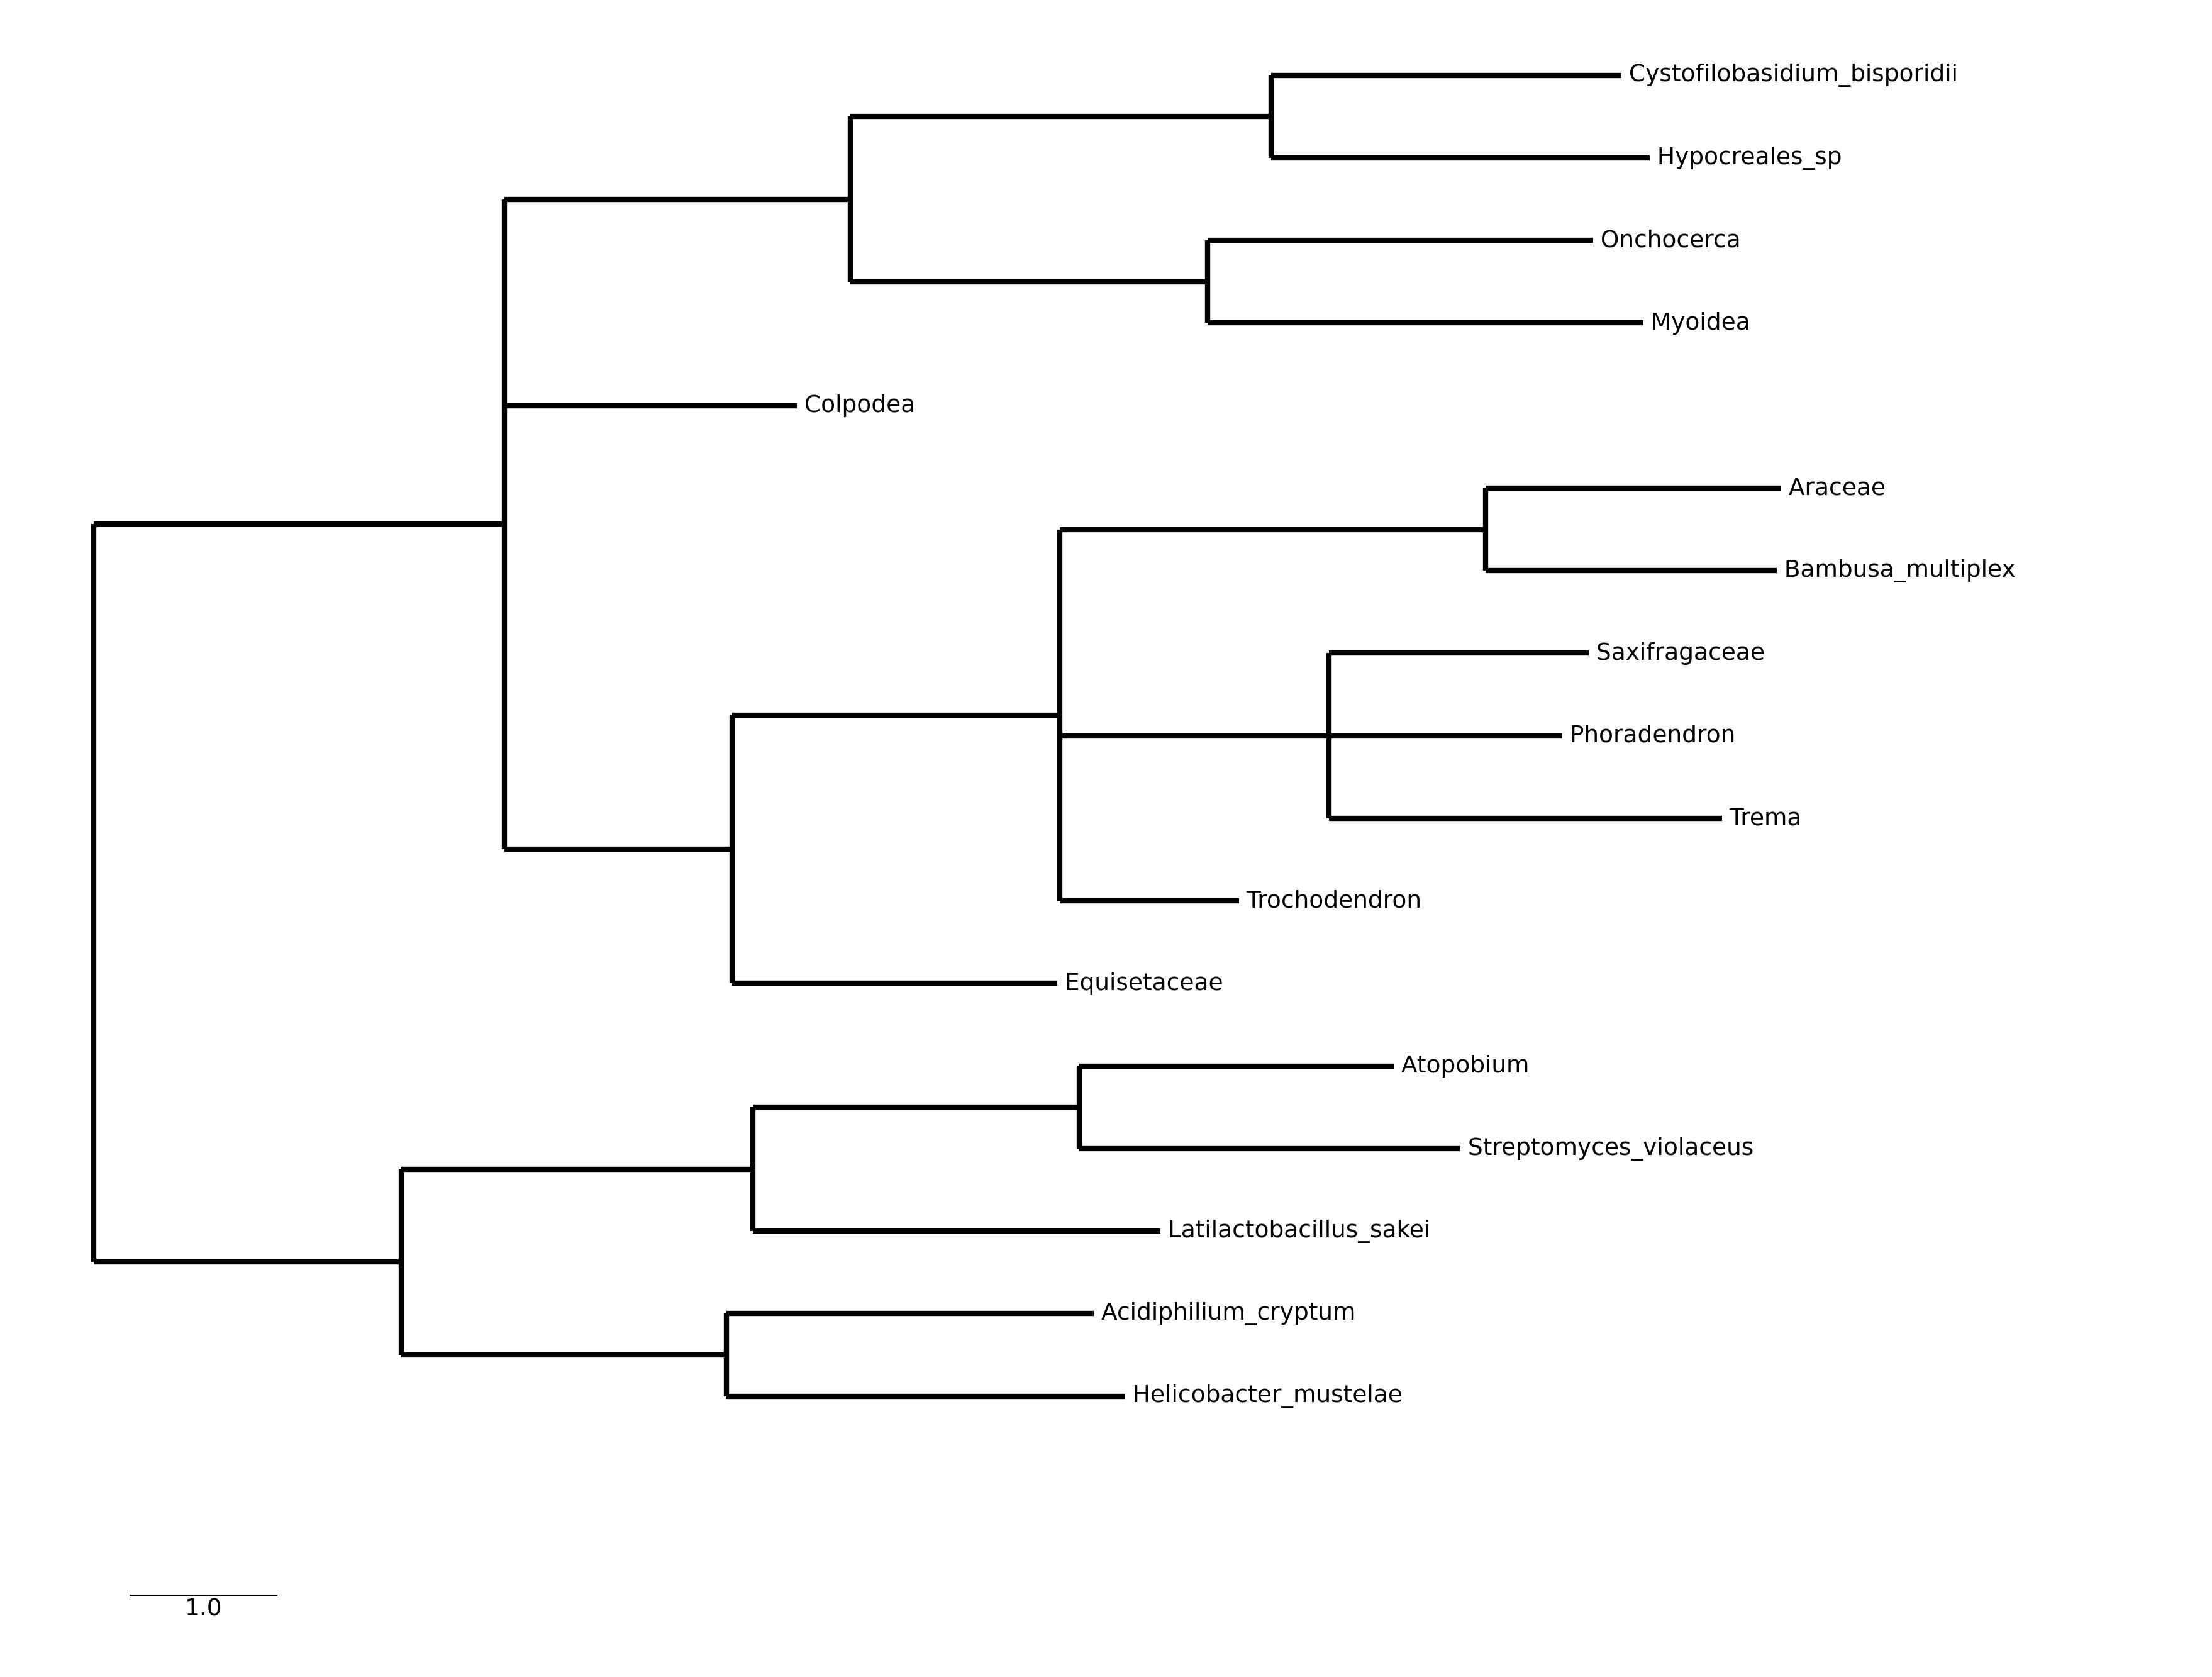 Cystofilobasidium_bisporidii
Hypocreales_sp
Onchocerca
Myoidea
Colpodea
Araceae
Bambusa_multiplex
Saxifragaceae
Phoradendron
Trema
Trochodendron
Equisetaceae
Atopobium
Streptomyces_violaceus
Latilactobacillus_sakei
Acidiphilium_cryptum
Helicobacter_mustelae
1.0